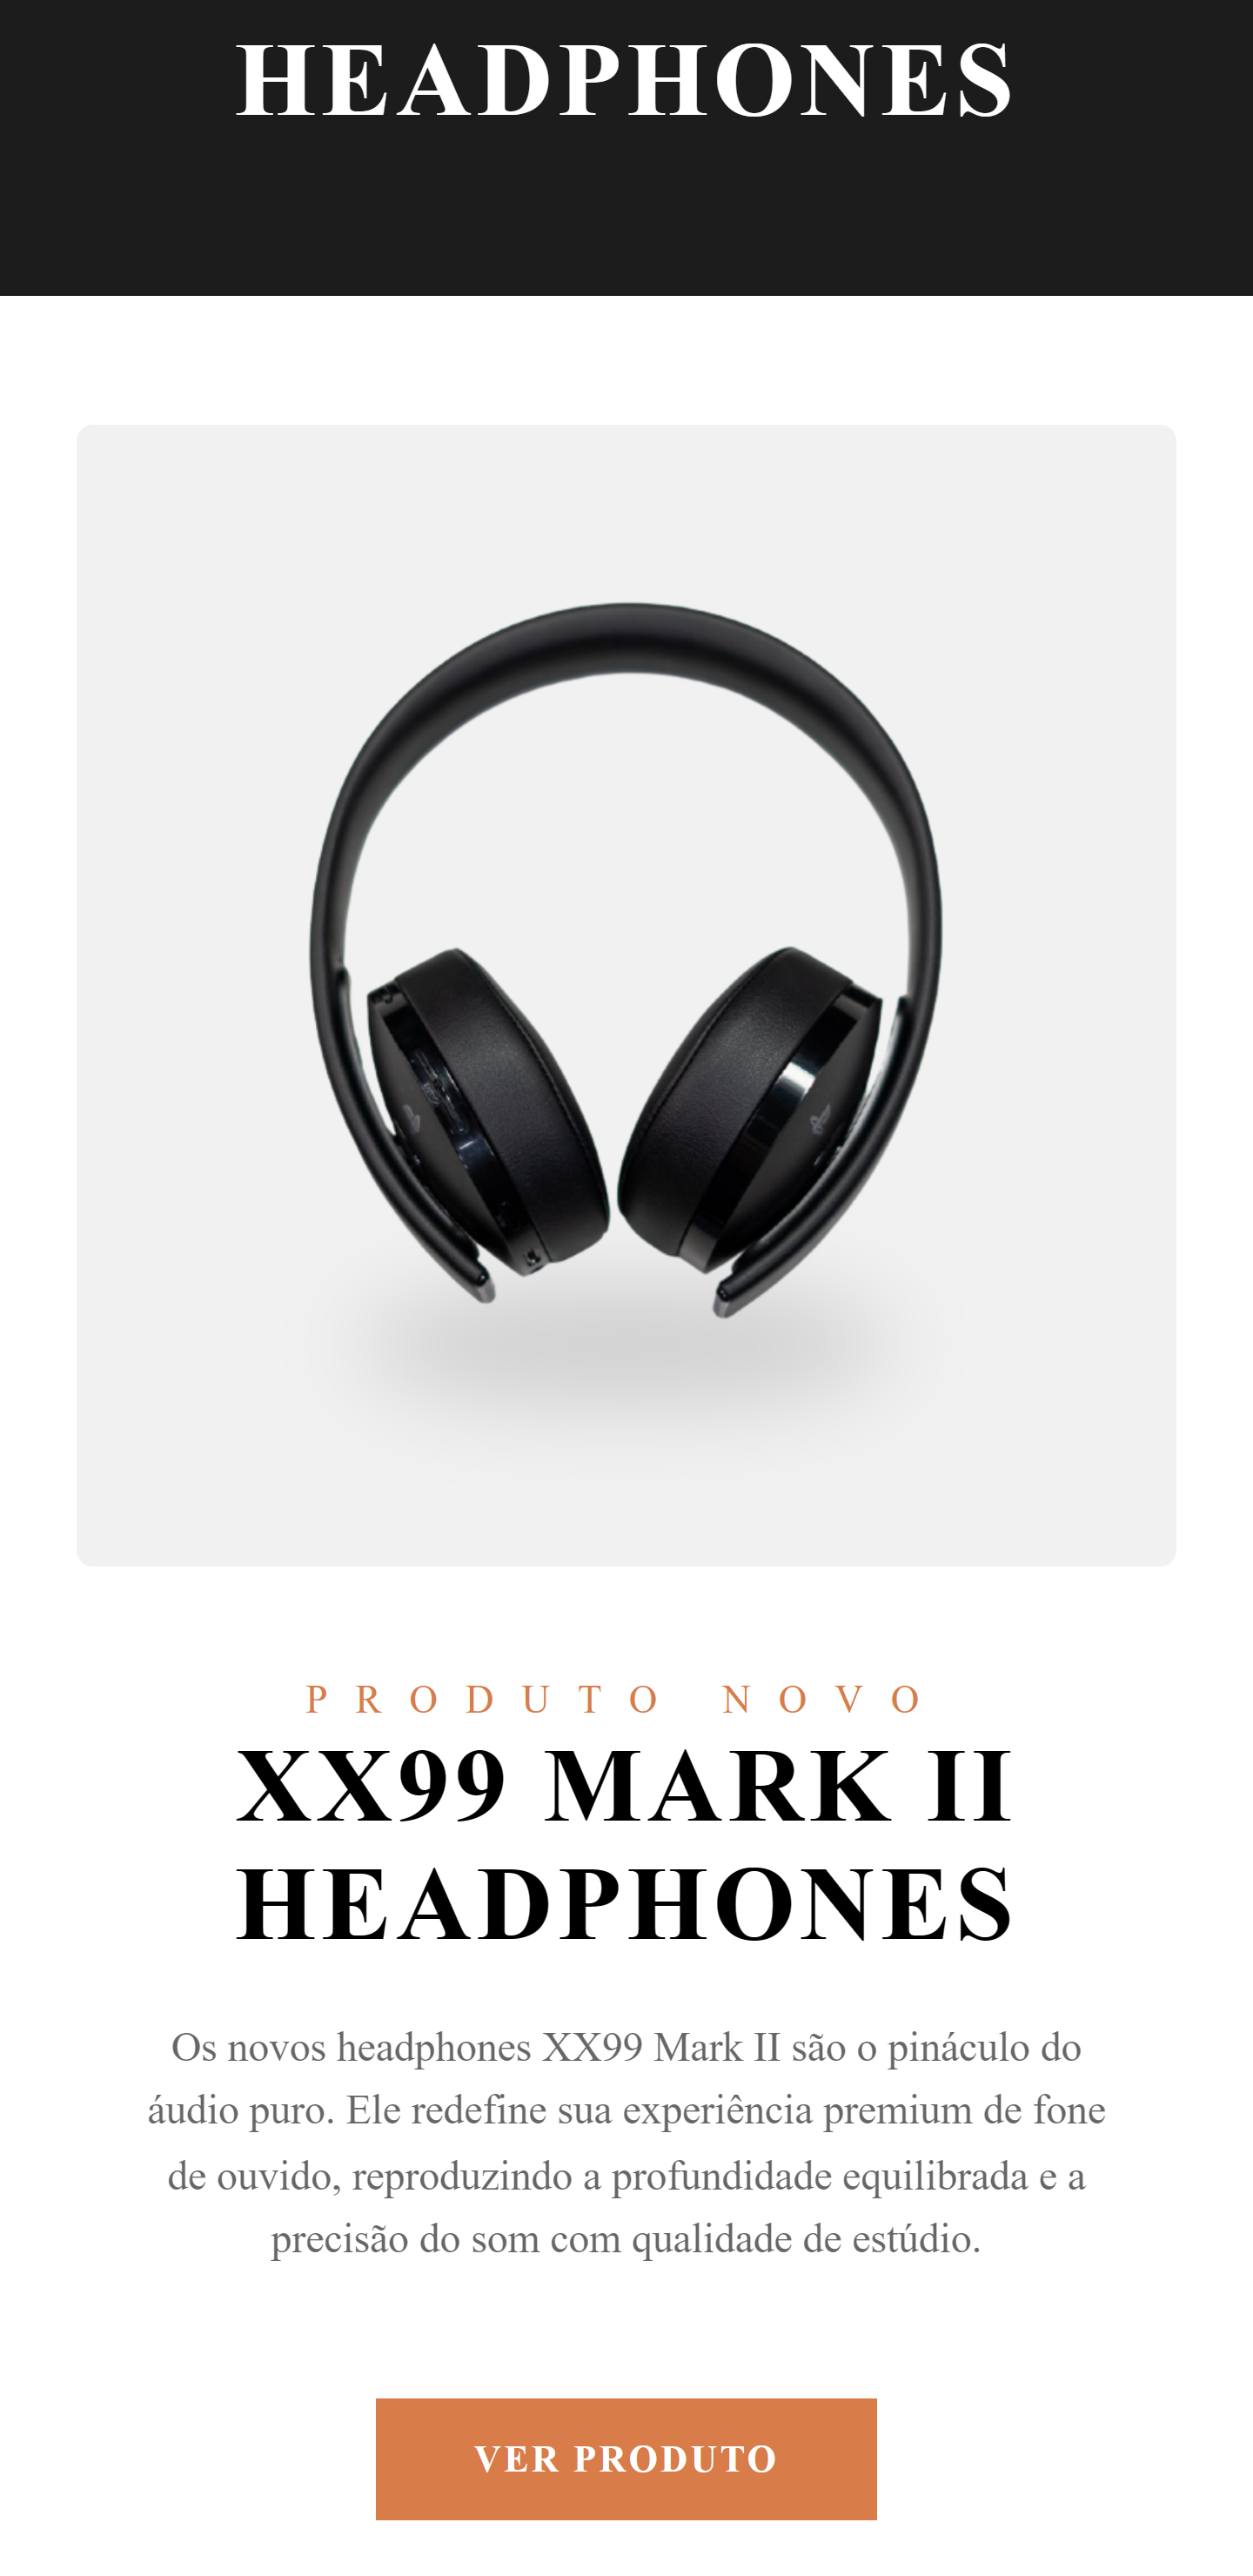 HEADPHONES
PRODUTO NOVO
XX99 MARK II
HEADPHONES
Os novos headphones XX99 Mark II são o pináculo do
áudio puro. Ele redefine sua experiência premium de fone
de ouvido, reproduzindo a profundidade equilibrada e a
precisão do som com qualidade de estúdio.
VER PRODUTO